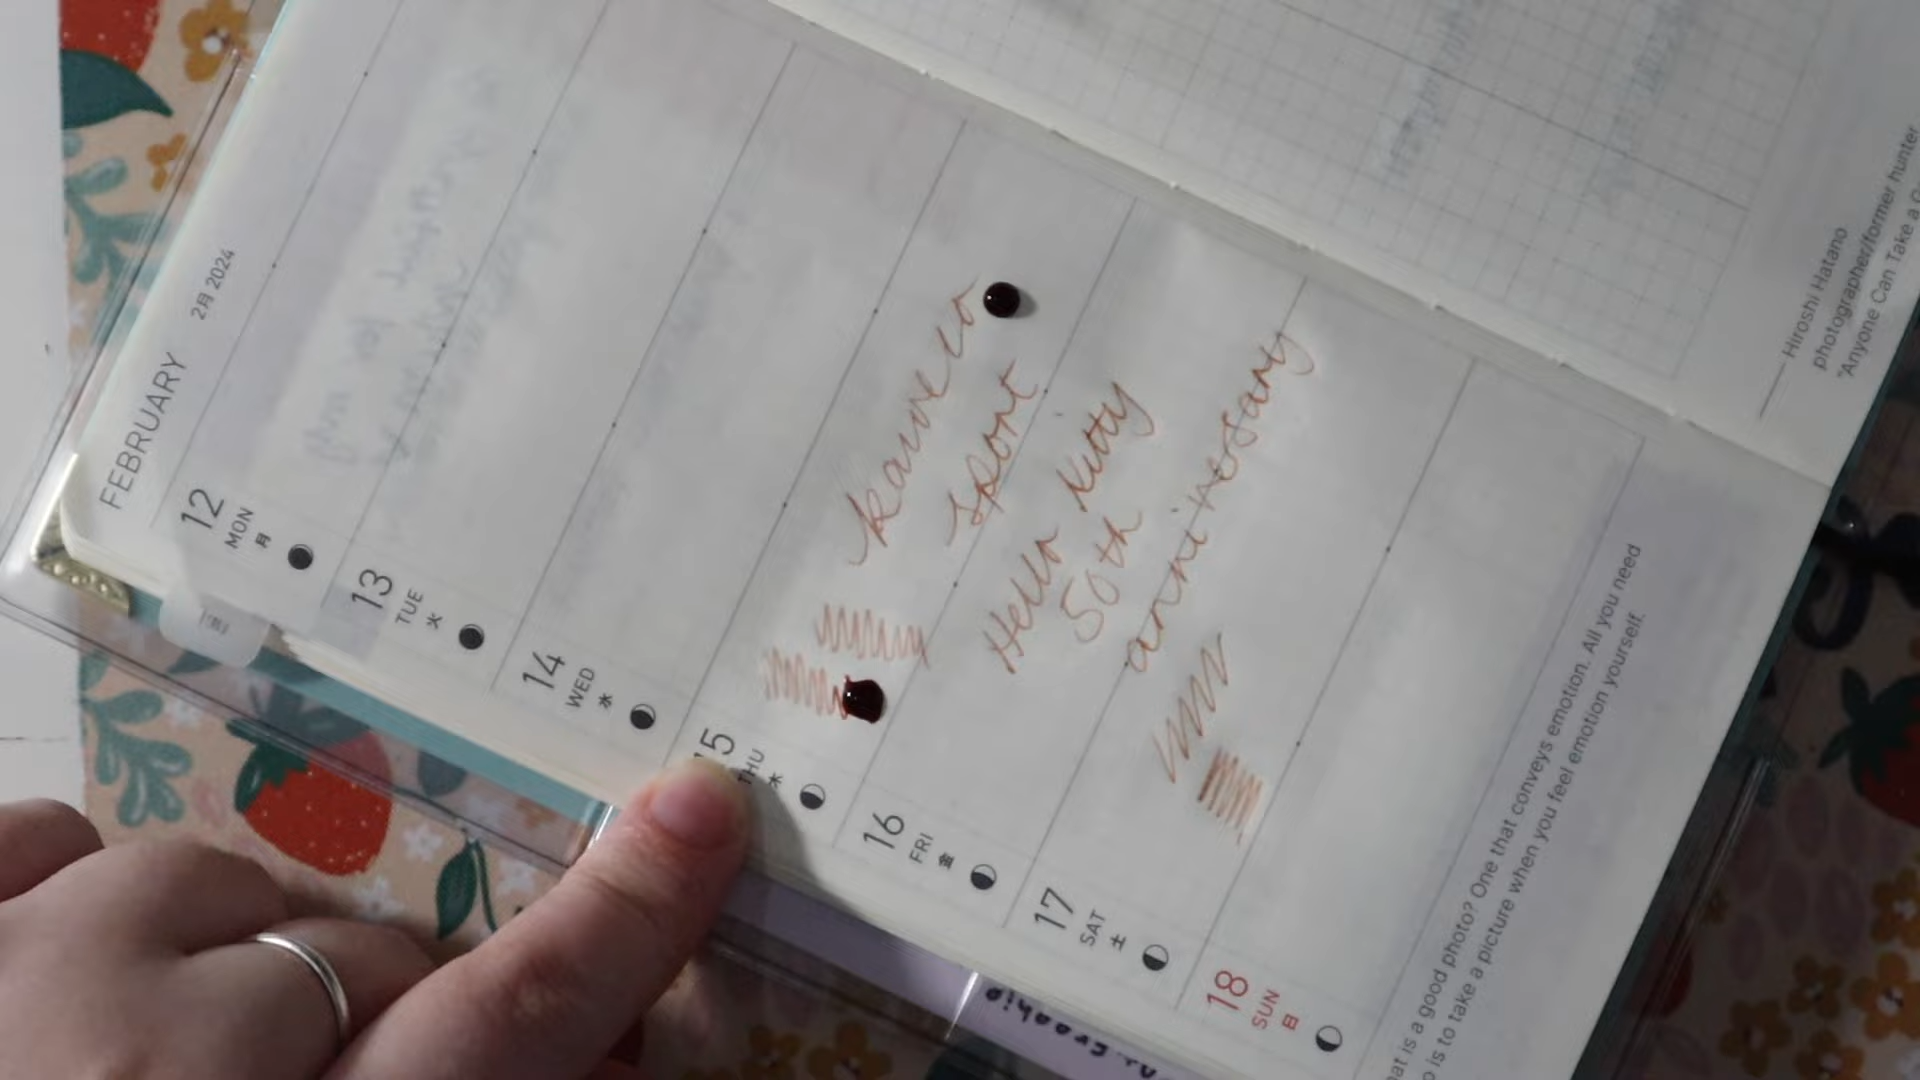 FEBRUARY 2月 2024
12
MON
月
13
TUE
火
14
WED
水
15
THU
木
16
FRI
金
17
SAT
土
18
SUN
日
kaweco
sport
Hello Kitty
50th
anniversary
hat is a good photo? One that conveys emotion. All you need
o is to take a picture when you feel emotion yourself.
Hiroshi Hatano
photographer/former hunter
"Anyone Can Take a